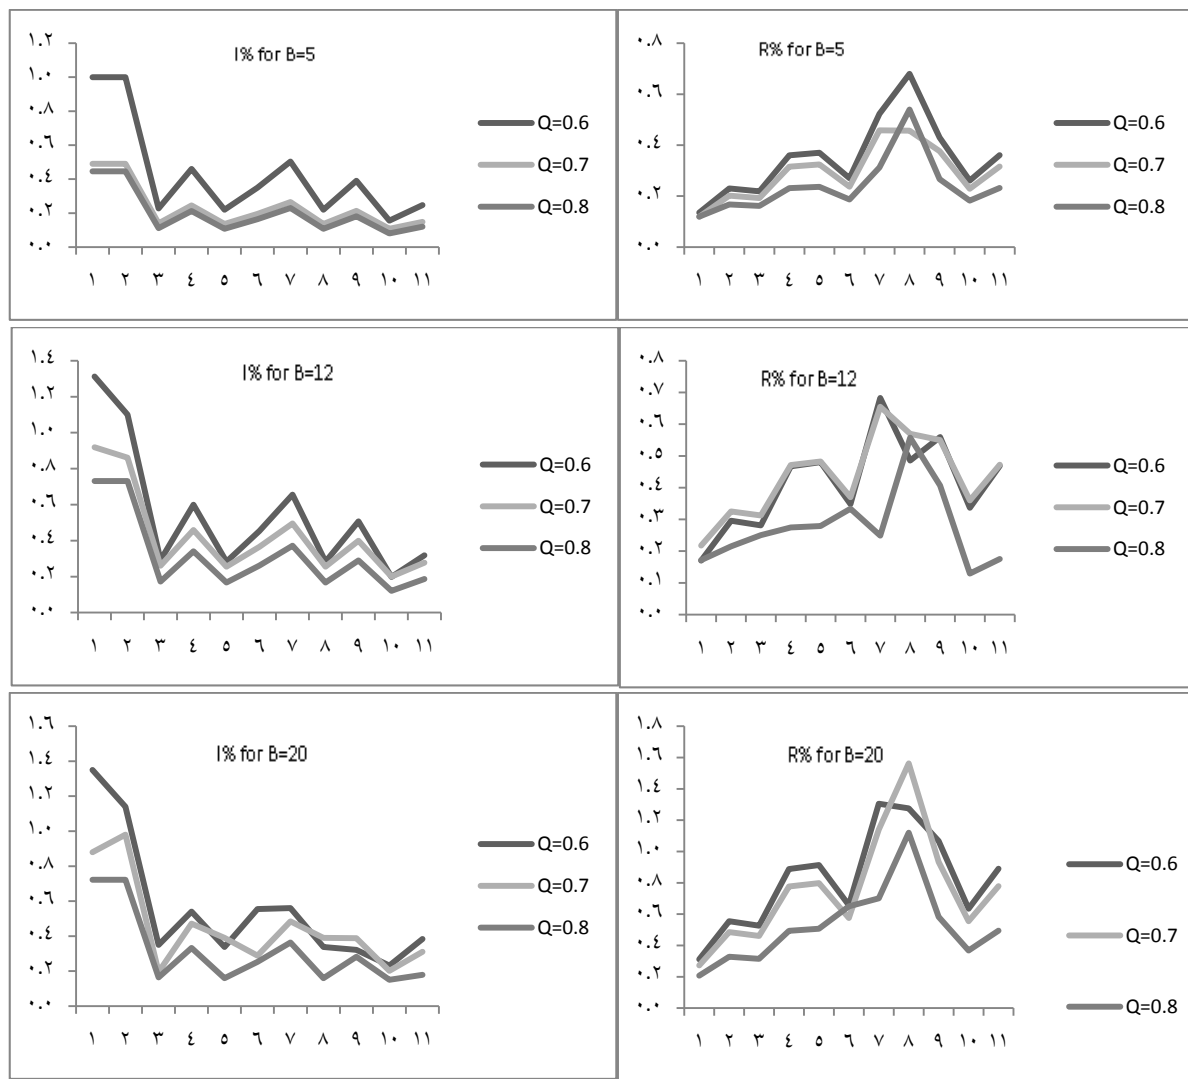 I% for B=5
١.٢
١.٠
٠.٨
٠.٦
٠.٤
٠.٢
٠.٠
١ ٢ ٣ ٤ ٥ ٦ ٧ ٨ ٩ ١٠ ١١
Q=0.6
Q=0.7
Q=0.8
R% for B=5
٠.٨
٠.٦
٠.٤
٠.٢
٠.٠
١ ٢ ٣ ٤ ٥ ٦ ٧ ٨ ٩ ١٠ ١١
Q=0.6
Q=0.7
Q=0.8
I% for B=12
١.٤
١.٢
١.٠
٠.٨
٠.٦
٠.٤
٠.٢
٠.٠
١ ٢ ٣ ٤ ٥ ٦ ٧ ٨ ٩ ١٠ ١١
Q=0.6
Q=0.7
Q=0.8
R% for B=12
٠.٨
٠.٧
٠.٦
٠.٥
٠.٤
٠.٣
٠.٢
٠.١
٠.٠
١ ٢ ٣ ٤ ٥ ٦ ٧ ٨ ٩ ١٠ ١١
Q=0.6
Q=0.7
Q=0.8
I% for B=20
١.٦
١.٤
١.٢
١.٠
٠.٨
٠.٦
٠.٤
٠.٢
٠.٠
١ ٢ ٣ ٤ ٥ ٦ ٧ ٨ ٩ ١٠ ١١
Q=0.6
Q=0.7
Q=0.8
R% for B=20
١.٨
١.٦
١.٤
١.٢
١.٠
٠.٨
٠.٦
٠.٤
٠.٢
٠.٠
١ ٢ ٣ ٤ ٥ ٦ ٧ ٨ ٩ ١٠ ١١
Q=0.6
Q=0.7
Q=0.8